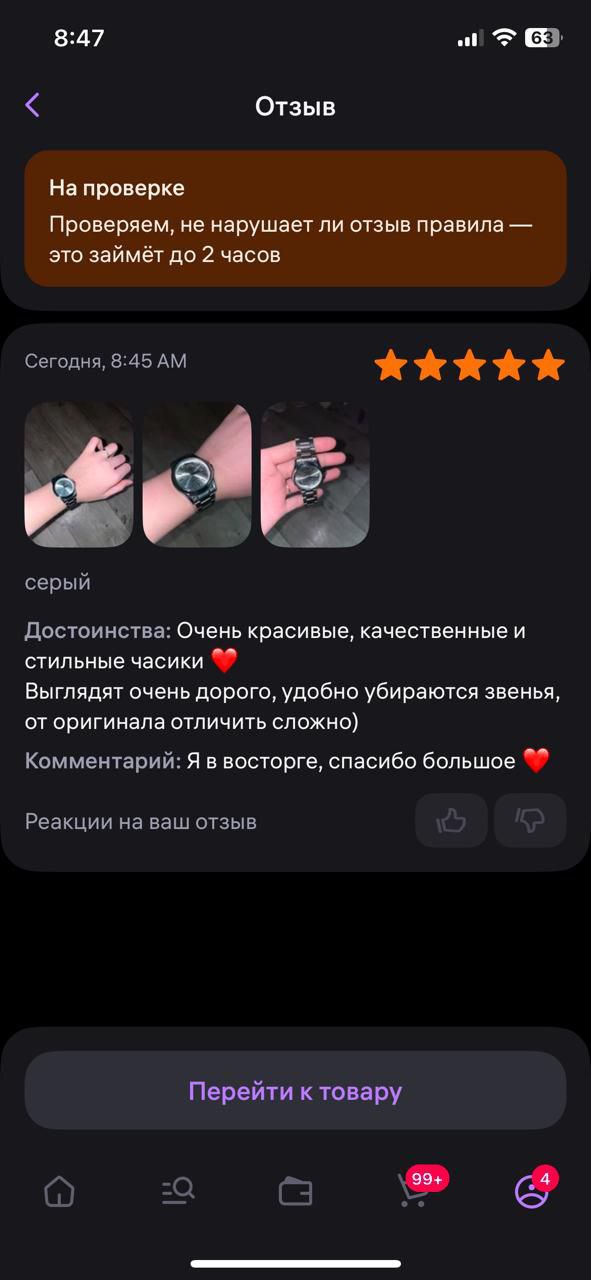 8:47
63
Отзыв
На проверке
Проверяем, не нарушает ли отзыв правила —
это займёт до 2 часов
Сегодня, 8:45 AM
серый
Достоинства: Очень красивые, качественные и
стильные часики ❤️
Выглядят очень дорого, удобно убираются звенья,
от оригинала отличить сложно)
Комментарий: Я в восторге, спасибо большое ❤️
Реакции на ваш отзыв
Перейти к товару
99+
4